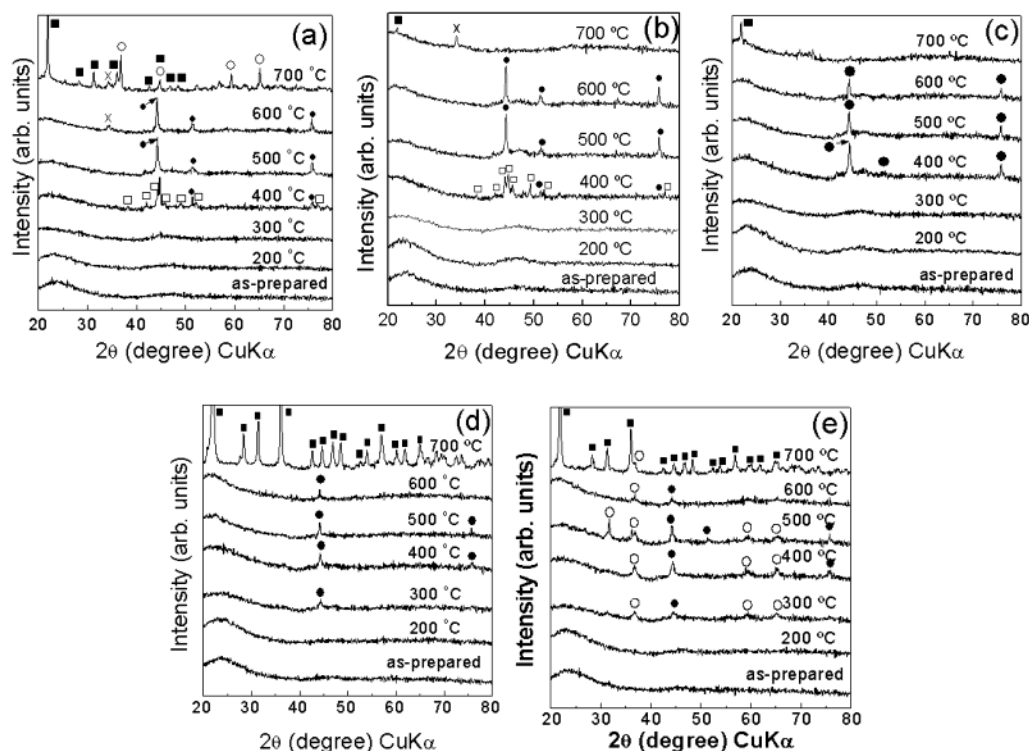 (a)
Intensity (arb. units)
700 °C
600 °C
500 °C
400 °C
300 °C
200 °C
as-prepared
20 30 40 50 60 70 80
2θ (degree) CuKα
(b)
Intensity (arb. units)
700 ºC
600 ºC
500 ºC
400 ºC
300 ºC
200 ºC
as-prepared
20 30 40 50 60 70 80
2θ (degree) CuKα
(c)
Intensity (arb. units)
700 ºC
600 ºC
500 ºC
400 ºC
300 ºC
200 ºC
as-prepared
20 30 40 50 60 70 80
2θ (degree) CuKα
(d)
Intensity (arb. units)
700 °C
600 °C
500 °C
400 °C
300 °C
200 °C
as-prepared
20 30 40 50 60 70 80
2θ (degree) CuKα
(e)
Intensity (arb. units)
700 ºC
600 ºC
500 ºC
400 ºC
300 ºC
200 ºC
as-prepared
20 30 40 50 60 70 80
2θ (degree) CuKα